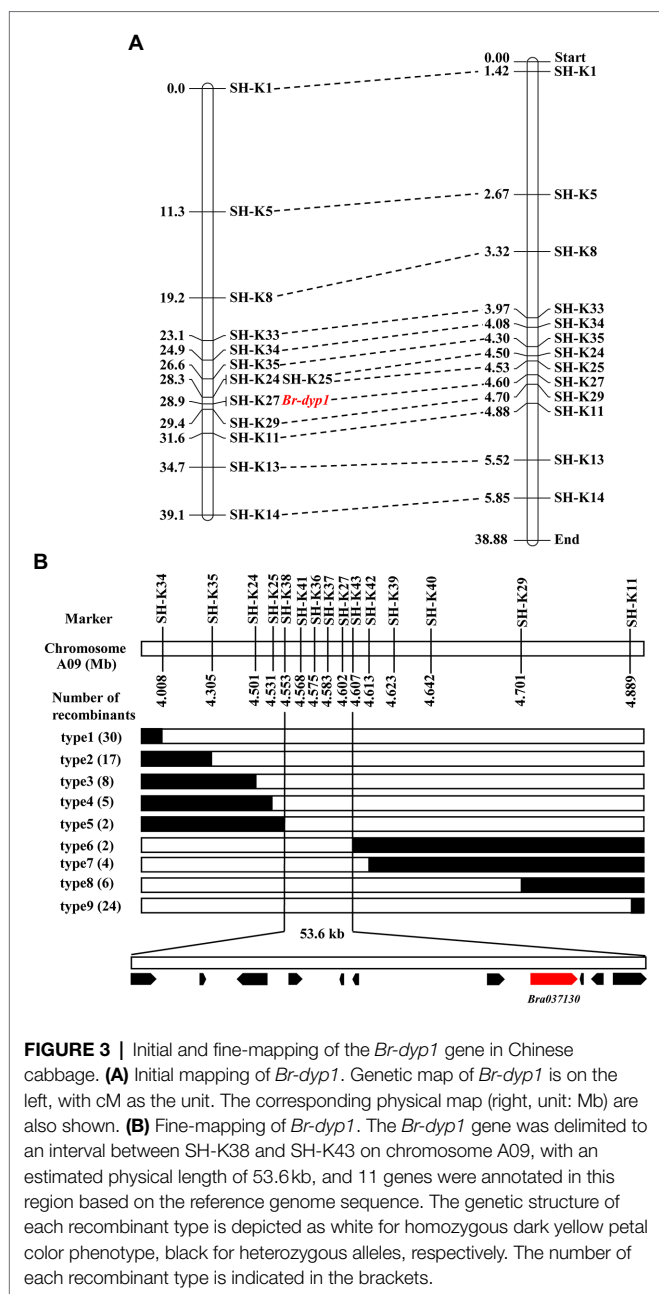 A
0.0 SH-K1
11.3 SH-K5
19.2 SH-K8
23.1 SH-K33
24.9 SH-K34
26.6 SH-K35
28.3 SH-K24 SH-K25
28.9 SH-K27 Br-dyp1
29.4 SH-K29
31.6 SH-K11
34.7 SH-K13
39.1 SH-K14
0.00 Start
1.42 SH-K1
2.67 SH-K5
3.32 SH-K8
3.97 SH-K33
4.08 SH-K34
4.30 SH-K35
4.50 SH-K24
4.53 SH-K25
4.60 SH-K27
4.70 SH-K29
4.88 SH-K11
5.52 SH-K13
5.85 SH-K14
38.88 End
B
Marker
SH-K34
SH-K35
SH-K24
SH-K25
SH-K38
SH-K41
SH-K36
SH-K37
SH-K27
SH-K43
SH-K42
SH-K39
SH-K40
SH-K29
SH-K11
Chromosome
A09 (Mb)
4.008
4.305
4.501
4.531
4.553
4.568
4.575
4.583
4.602
4.607
4.613
4.623
4.642
4.701
4.889
Number of
recombinants
type1 (30)
type2 (17)
type3 (8)
type4 (5)
type5 (2)
type6 (2)
type7 (4)
type8 (6)
type9 (24)
53.6 kb
Bra037130
FIGURE 3 | Initial and fine-mapping of the Br-dyp1 gene in Chinese
cabbage. (A) Initial mapping of Br-dyp1. Genetic map of Br-dyp1 is on the
left, with cM as the unit. The corresponding physical map (right, unit: Mb) are
also shown. (B) Fine-mapping of Br-dyp1. The Br-dyp1 gene was delimited to
an interval between SH-K38 and SH-K43 on chromosome A09, with an
estimated physical length of 53.6 kb, and 11 genes were annotated in this
region based on the reference genome sequence. The genetic structure of
each recombinant type is depicted as white for homozygous dark yellow petal
color phenotype, black for heterozygous alleles, respectively. The number of
each recombinant type is indicated in the brackets.